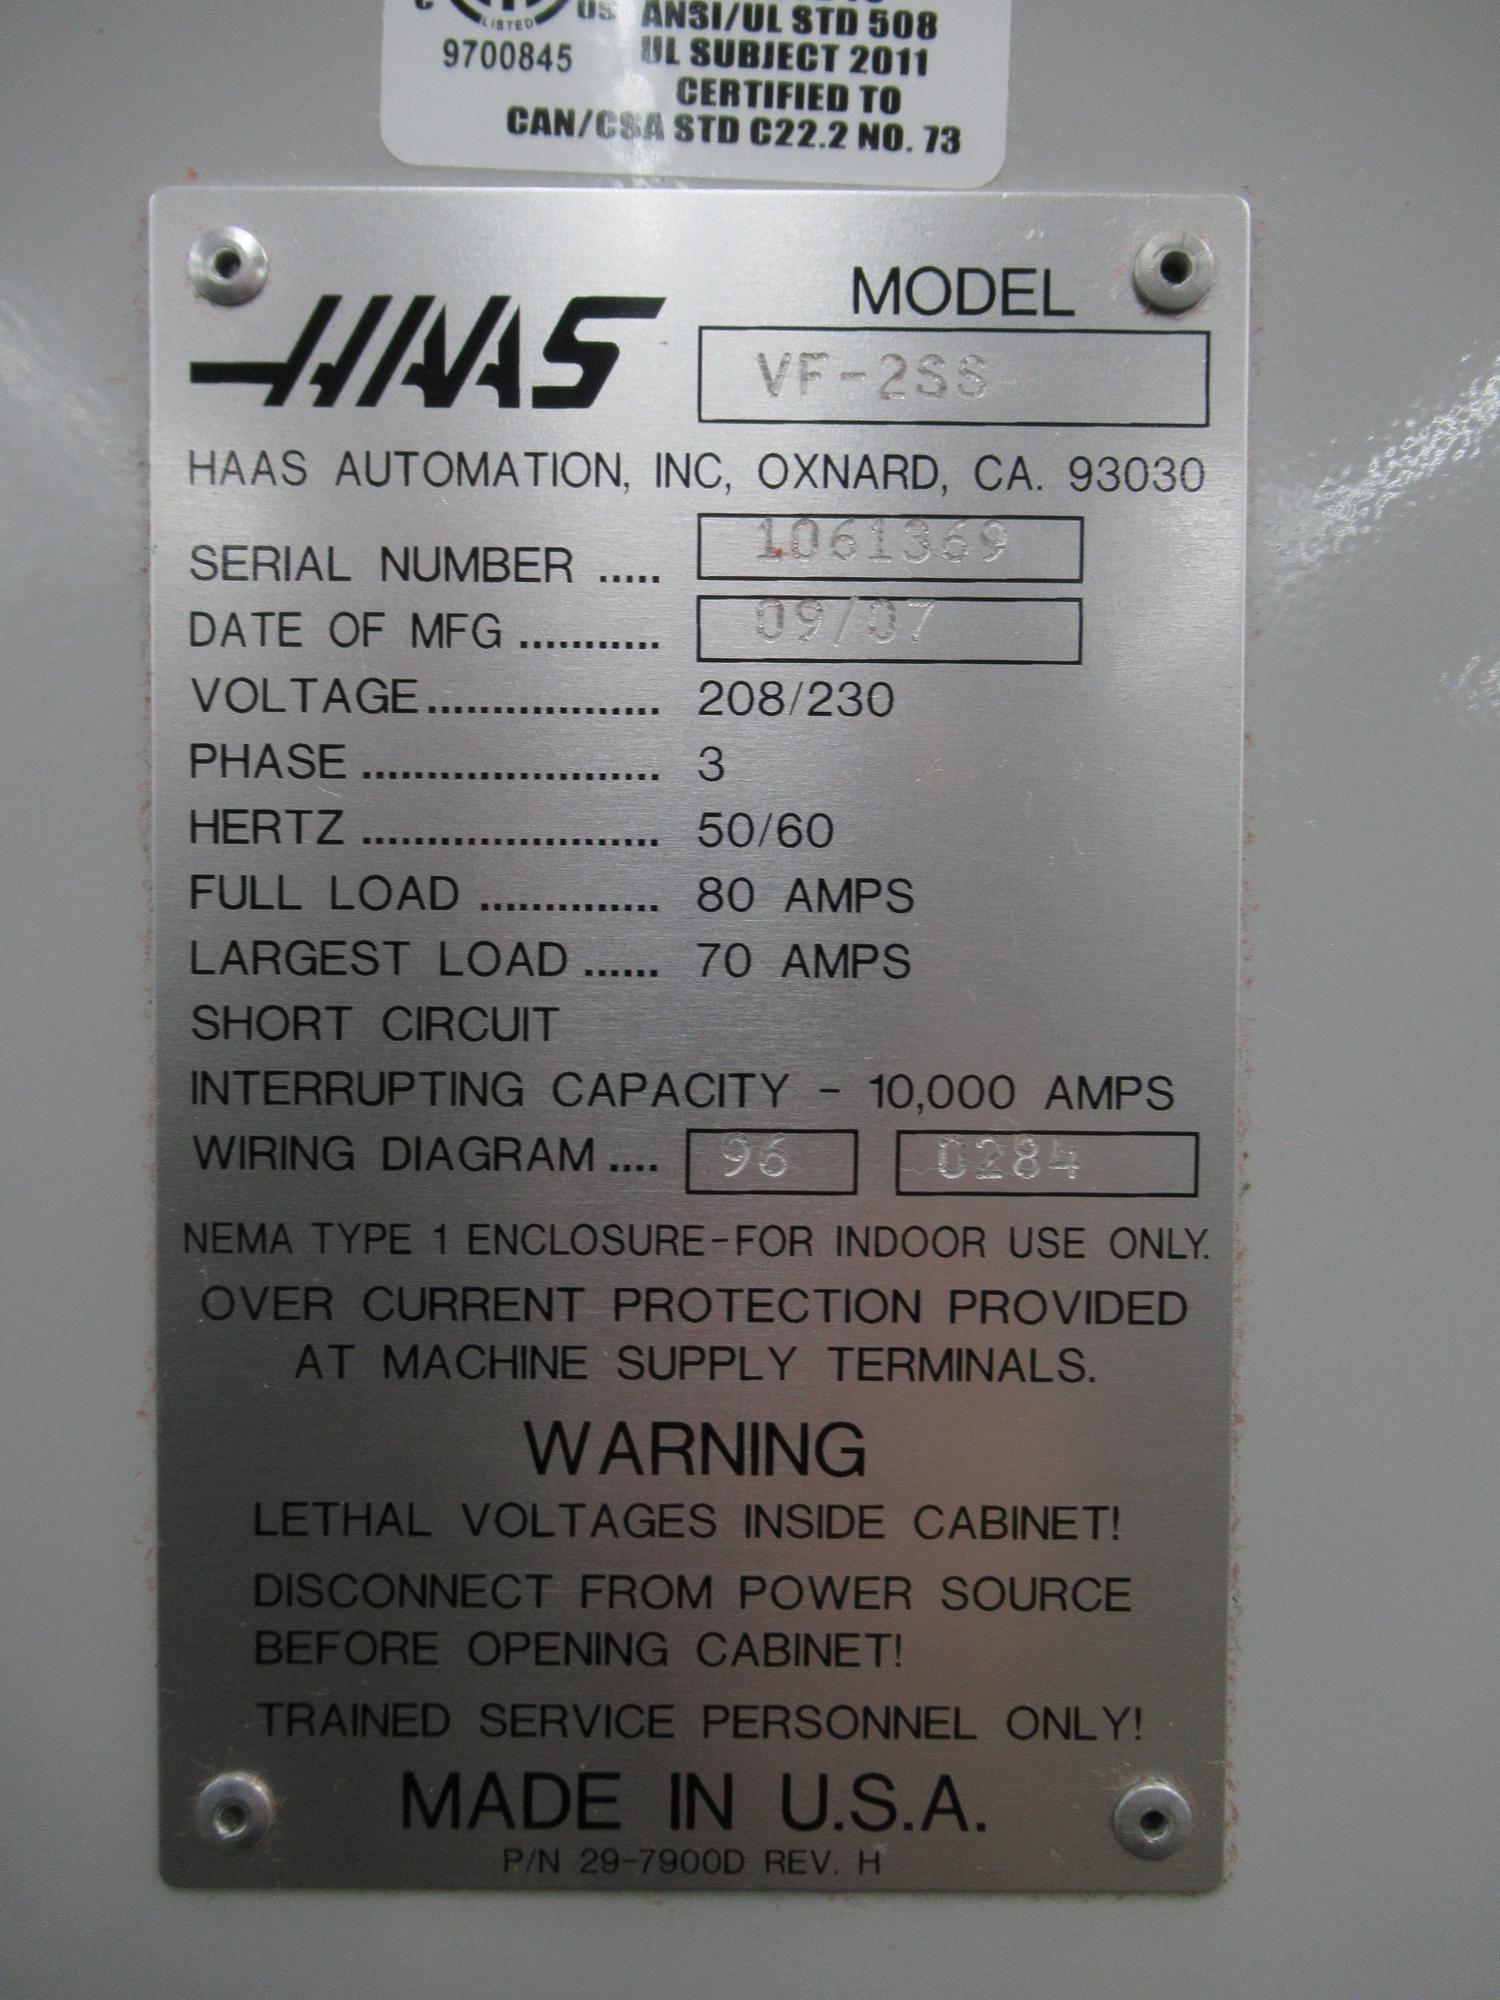 C LISTED US ANSI/UL STD 508
9700845 UL SUBJECT 2011
CERTIFIED TO
CAN/CSA STD C22.2 NO. 73
HAAS MODEL
VF-2SS
HAAS AUTOMATION, INC, OXNARD, CA. 93030
SERIAL NUMBER ..... 1061369
DATE OF MFG ........... 09/07
VOLTAGE.................. 208/230
PHASE ....................... 3
HERTZ ....................... 50/60
FULL LOAD .............. 80 AMPS
LARGEST LOAD ...... 70 AMPS
SHORT CIRCUIT
INTERRUPTING CAPACITY - 10,000 AMPS
WIRING DIAGRAM .... 96 0284
NEMA TYPE 1 ENCLOSURE-FOR INDOOR USE ONLY.
OVER CURRENT PROTECTION PROVIDED
AT MACHINE SUPPLY TERMINALS.
WARNING
LETHAL VOLTAGES INSIDE CABINET!
DISCONNECT FROM POWER SOURCE
BEFORE OPENING CABINET!
TRAINED SERVICE PERSONNEL ONLY!
MADE IN U.S.A.
P/N 29-7900D REV. H